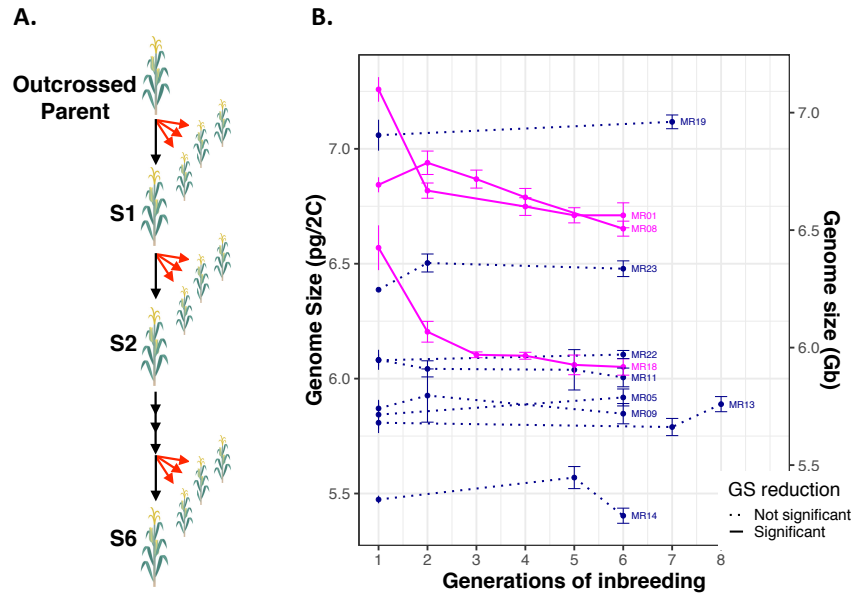 A.
Outcrossed
Parent
S1
S2
S6
B.
Genome Size (pg/2C)
7.0
6.5
6.0
5.5
MR19
MR01
MR08
MR23
MR22
MR18
MR11
MR05
MR09
MR13
MR14
7.0
6.5
6.0
5.5
Genome size (Gb)
GS reduction
Not significant
Significant
1 2 3 4 5 6 7 8
Generations of inbreeding